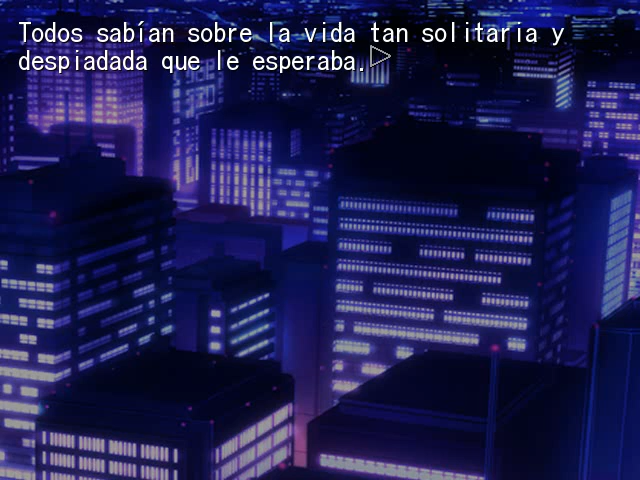 Todos sabían sobre la vida tan solitaria y
despiadada que le esperaba.